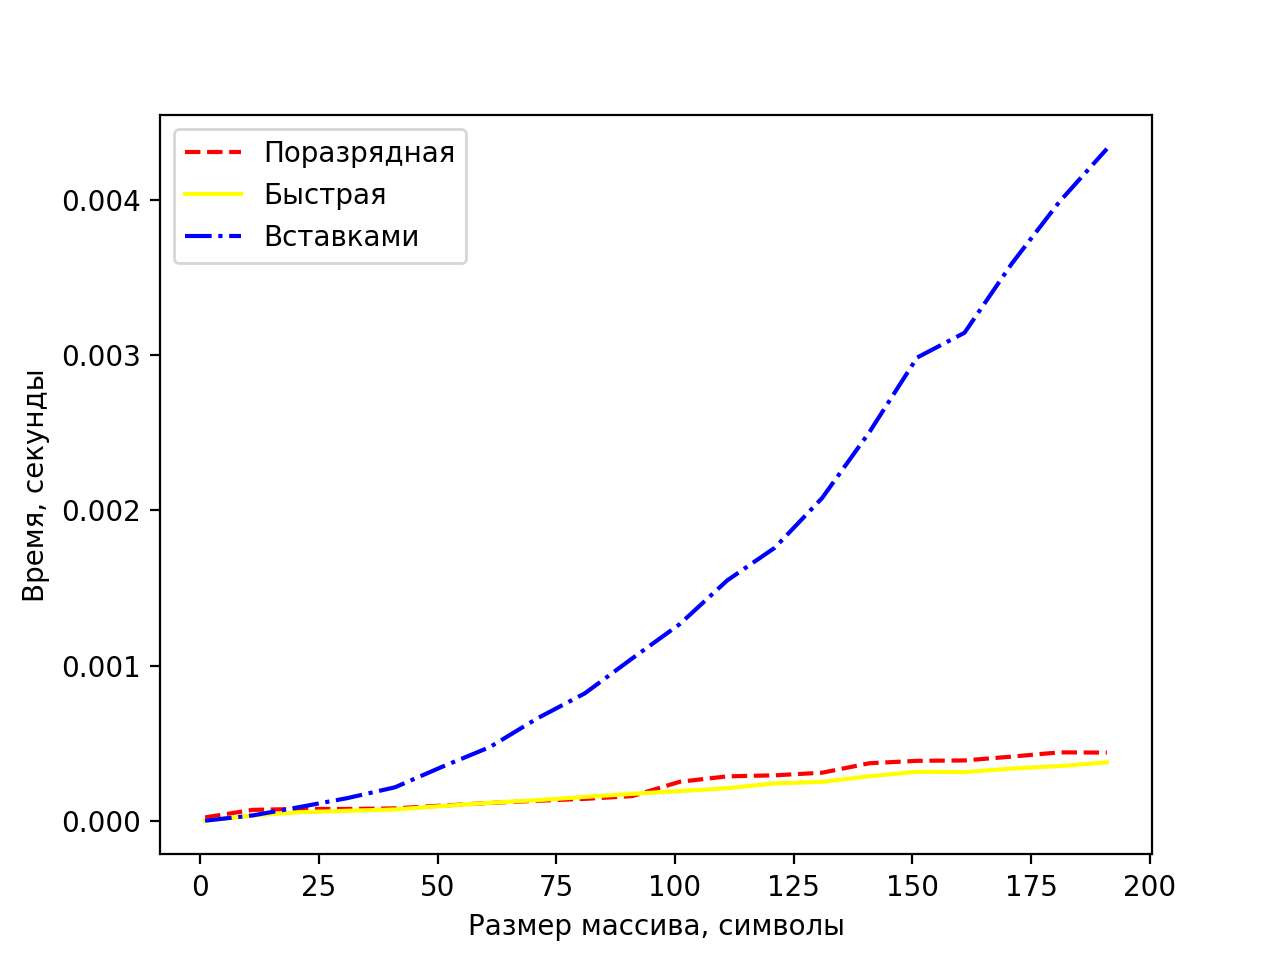 Поразрядная
Быстрая
Вставками
0.004
0.003
0.002
0.001
0.000
Время, секунды
0 25 50 75 100 125 150 175 200
Размер массива, символы